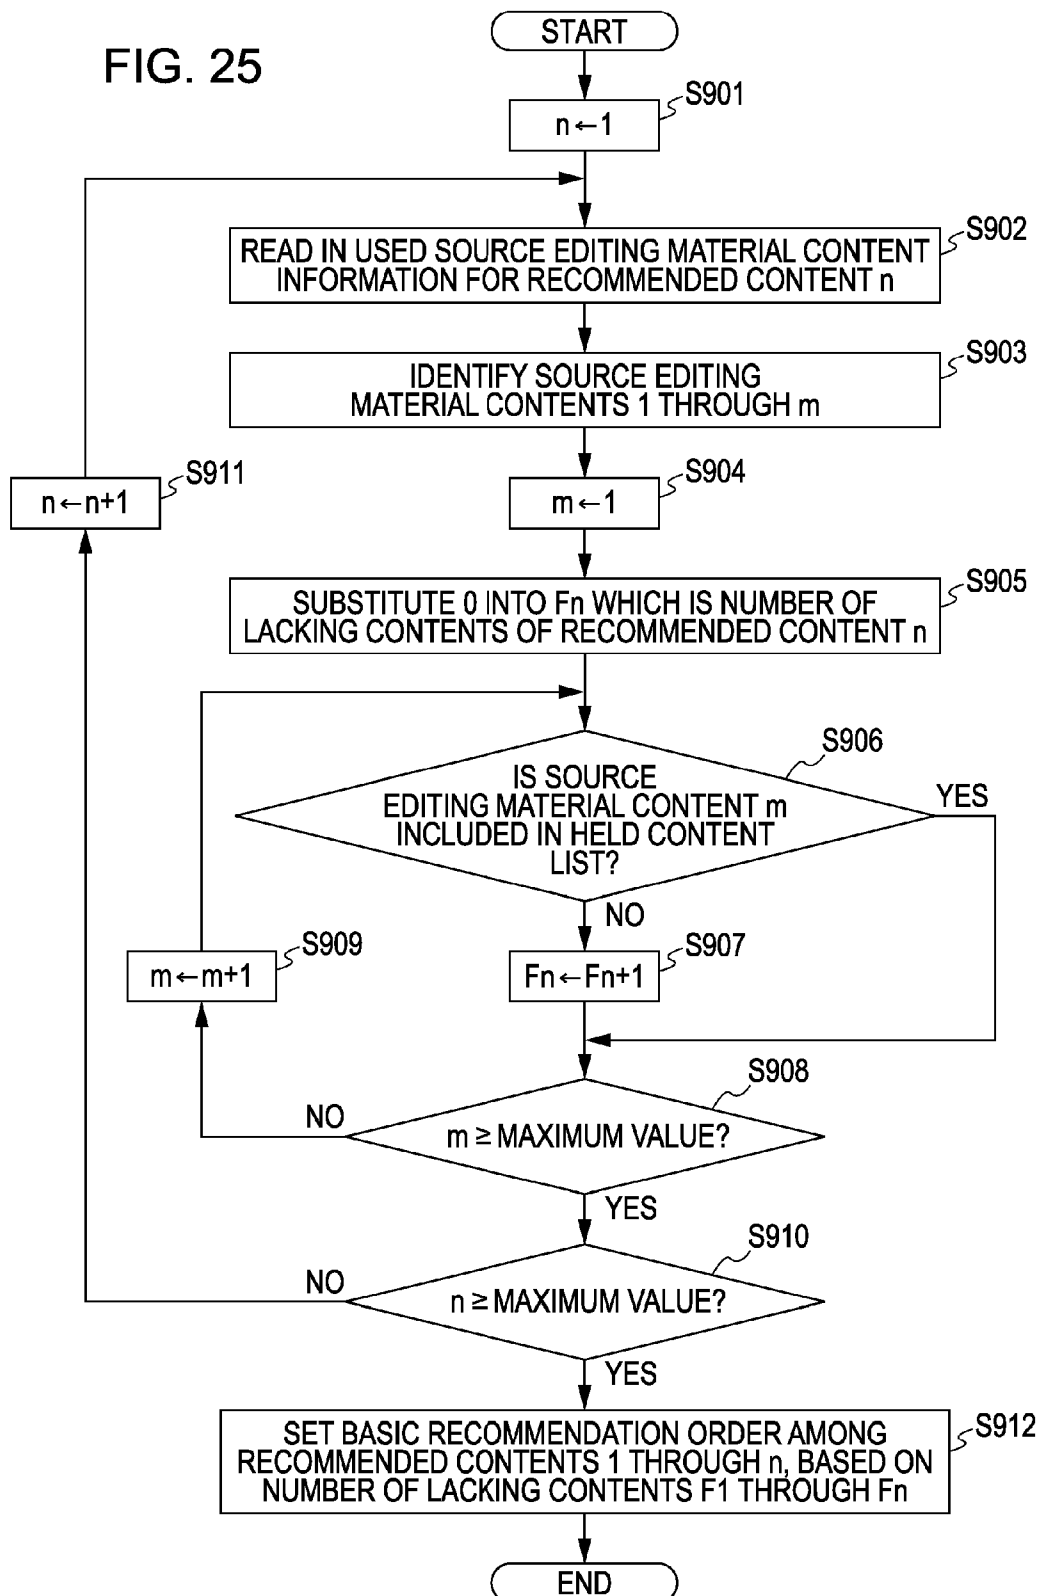 FIG. 25
START
S901
n←1
S902
READ IN USED SOURCE EDITING MATERIAL CONTENT
INFORMATION FOR RECOMMENDED CONTENT n
S903
IDENTIFY SOURCE EDITING
MATERIAL CONTENTS 1 THROUGH m
S911
n←n+1
S904
m←1
S905
SUBSTITUTE 0 INTO Fn WHICH IS NUMBER OF
LACKING CONTENTS OF RECOMMENDED CONTENT n
S906
IS SOURCE
EDITING MATERIAL CONTENT m
INCLUDED IN HELD CONTENT
LIST?
YES
NO
S909
m←m+1
S907
Fn←Fn+1
S908
NO
m ≥ MAXIMUM VALUE?
YES
S910
NO
n ≥ MAXIMUM VALUE?
YES
S912
SET BASIC RECOMMENDATION ORDER AMONG
RECOMMENDED CONTENTS 1 THROUGH n, BASED ON
NUMBER OF LACKING CONTENTS F1 THROUGH Fn
END